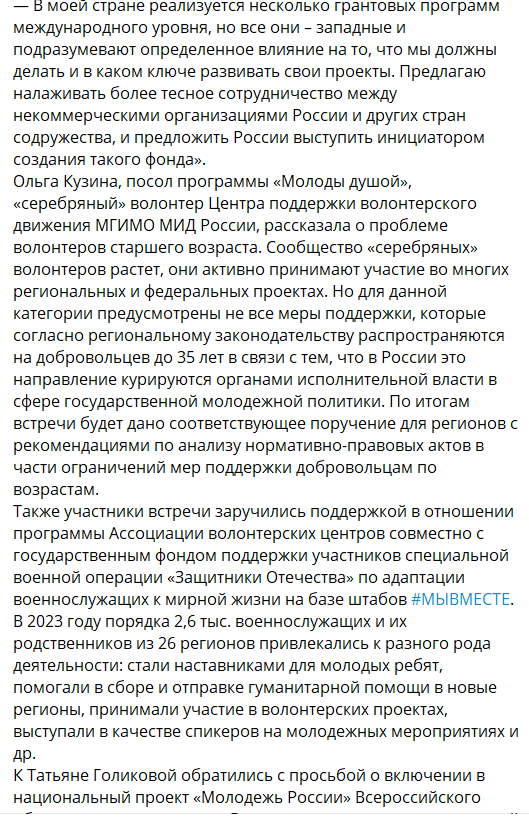 — В моей стране реализуется несколько грантовых программ
международного уровня, но все они – западные и
подразумевают определенное влияние на то, что мы должны
делать и в каком ключе развивать свои проекты. Предлагаю
налаживать более тесное сотрудничество между
некоммерческими организациями России и других стран
содружества, и предложить России выступить инициатором
создания такого фонда».
Ольга Кузина, посол программы «Молоды душой»,
«серебряный» волонтер Центра поддержки волонтерского
движения МГИМО МИД России, рассказала о проблеме
волонтеров старшего возраста. Сообщество «серебряных»
волонтеров растет, они активно принимают участие во многих
региональных и федеральных проектах. Но для данной
категории предусмотрены не все меры поддержки, которые
согласно региональному законодательству распространяются
на добровольцев до 35 лет в связи с тем, что в России это
направление курируются органами исполнительной власти в
сфере государственной молодежной политики. По итогам
встречи будет дано соответствующее поручение для регионов с
рекомендациями по анализу нормативно-правовых актов в
части ограничений мер поддержки добровольцам по
возрастам.
Также участники встречи заручились поддержкой в отношении
программы Ассоциации волонтерских центров совместно с
государственным фондом поддержки участников специальной
военной операции «Защитники Отечества» по адаптации
военнослужащих к мирной жизни на базе штабов #МЫВМЕСТЕ.
В 2023 году порядка 2,6 тыс. военнослужащих и их
родственников из 26 регионов привлекались к разного рода
деятельности: стали наставниками для молодых ребят,
помогали в сборе и отправке гуманитарной помощи в новые
регионы, принимали участие в волонтерских проектах,
выступали в качестве спикеров на молодежных мероприятиях и
др.
К Татьяне Голиковой обратились с просьбой о включении в
национальный проект «Молодежь России» Всероссийского